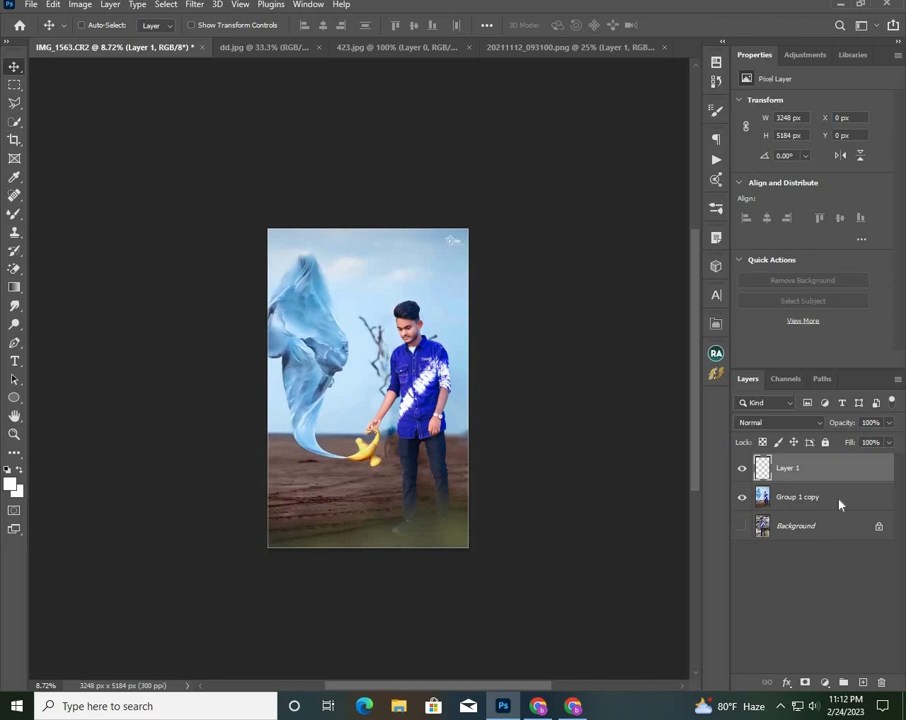 File Edit Image Layer Type Select Filter 3D View Plugins Window Help
Auto-Select: Layer Show Transform Controls 3D Mode:
IMG_1563.CR2 @ 8.72% (Layer 1, RGB/8*) * dd.jpg @ 33.3% (RGB/... 423.jpg @ 100% (Layer 0, RGB/... 20211112_093100.png @ 25% (Layer 1, RGB/...
Properties Adjustments Libraries
Pixel Layer
Transform
W 3248 px X 0 px
H 5184 px Y 0 px
0.00°
Align and Distribute
Align:
Quick Actions
Remove Background
Select Subject
View More
Layers Channels Paths
Kind
Normal Opacity: 100%
Lock: Fill: 100%
Layer 1
Group 1 copy
Background
8.72% 3248 px x 5184 px (300 ppi)
Type here to search
80°F Haze
11:12 PM
2/24/2023